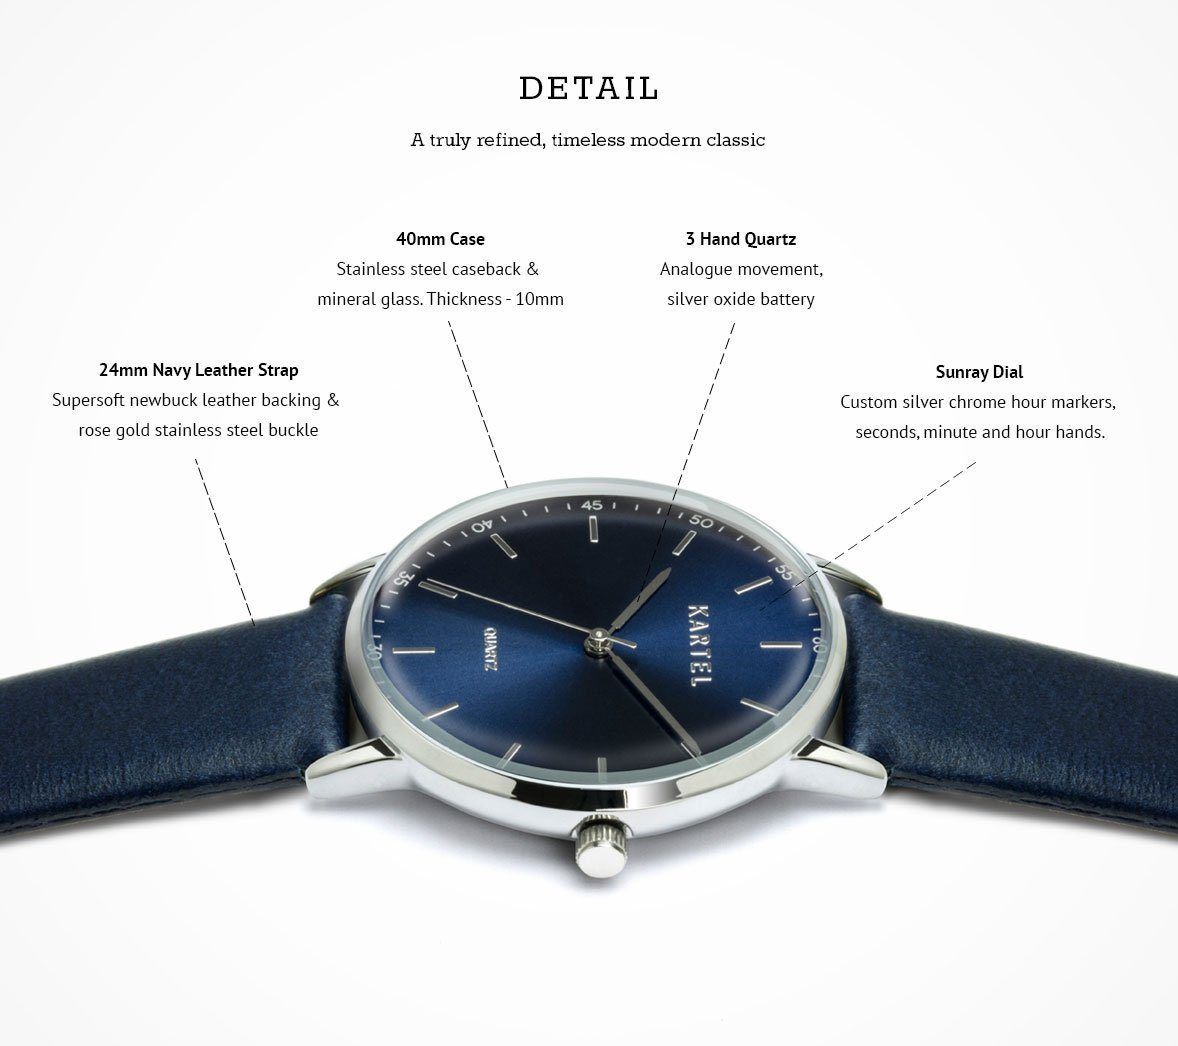 DETAIL
A truly refined, timeless modern classic
40mm Case
Stainless steel caseback &
mineral glass. Thickness - 10mm
3 Hand Quartz
Analogue movement,
silver oxide battery
24mm Navy Leather Strap
Supersoft newbuck leather backing &
rose gold stainless steel buckle
Sunray Dial
Custom silver chrome hour markers,
seconds, minute and hour hands.
30
35
40
45
50
55
60
KARTEL
QUARTZ